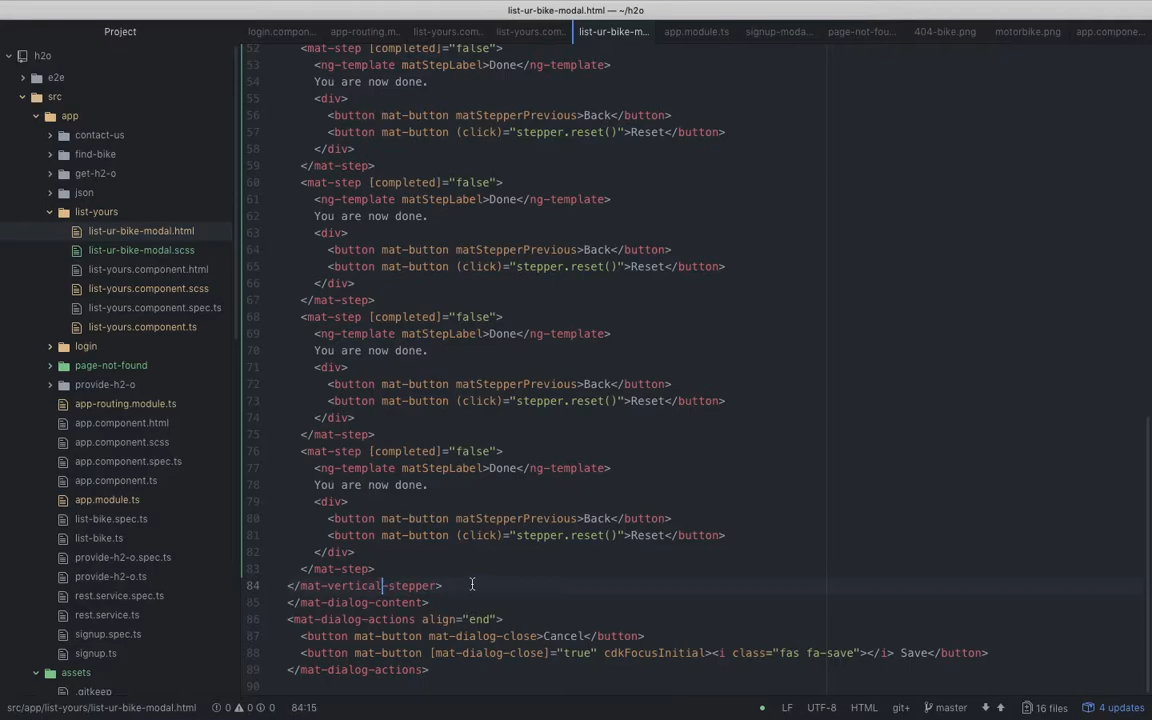 list-ur-bike-modal.html — ~/h2o
Project
login.compon...
app-routing.m...
list-yours.com...
list-yours.com...
list-ur-bike-m...
app.module.ts
signup-moda...
page-not-fou...
404-bike.png
motorbike.png
app.compone...
h2o
e2e
src
app
contact-us
find-bike
get-h2-o
json
list-yours
list-ur-bike-modal.html
list-ur-bike-modal.scss
list-yours.component.html
list-yours.component.scss
list-yours.component.spec.ts
list-yours.component.ts
login
page-not-found
provide-h2-o
app-routing.module.ts
app.component.html
app.component.scss
app.component.spec.ts
app.component.ts
app.module.ts
list-bike.spec.ts
list-bike.ts
provide-h2-o.spec.ts
provide-h2-o.ts
rest.service.spec.ts
rest.service.ts
signup.spec.ts
signup.ts
assets
.gitkeep
52 <mat-step [completed]="false">
53 <ng-template matStepLabel>Done</ng-template>
54 You are now done.
55 <div>
56 <button mat-button matStepperPrevious>Back</button>
57 <button mat-button (click)="stepper.reset()">Reset</button>
58 </div>
59 </mat-step>
60 <mat-step [completed]="false">
61 <ng-template matStepLabel>Done</ng-template>
62 You are now done.
63 <div>
64 <button mat-button matStepperPrevious>Back</button>
65 <button mat-button (click)="stepper.reset()">Reset</button>
66 </div>
67 </mat-step>
68 <mat-step [completed]="false">
69 <ng-template matStepLabel>Done</ng-template>
70 You are now done.
71 <div>
72 <button mat-button matStepperPrevious>Back</button>
73 <button mat-button (click)="stepper.reset()">Reset</button>
74 </div>
75 </mat-step>
76 <mat-step [completed]="false">
77 <ng-template matStepLabel>Done</ng-template>
78 You are now done.
79 <div>
80 <button mat-button matStepperPrevious>Back</button>
81 <button mat-button (click)="stepper.reset()">Reset</button>
82 </div>
83 </mat-step>
84 </mat-vertical-stepper>
85 </mat-dialog-content>
86 <mat-dialog-actions align="end">
87 <button mat-button mat-dialog-close>Cancel</button>
88 <button mat-button [mat-dialog-close]="true" cdkFocusInitial><i class="fas fa-save"></i> Save</button>
89 </mat-dialog-actions>
90
src/app/list-yours/list-ur-bike-modal.html 0 0 0 84:15 LF UTF-8 HTML git+ master 16 files 4 updates